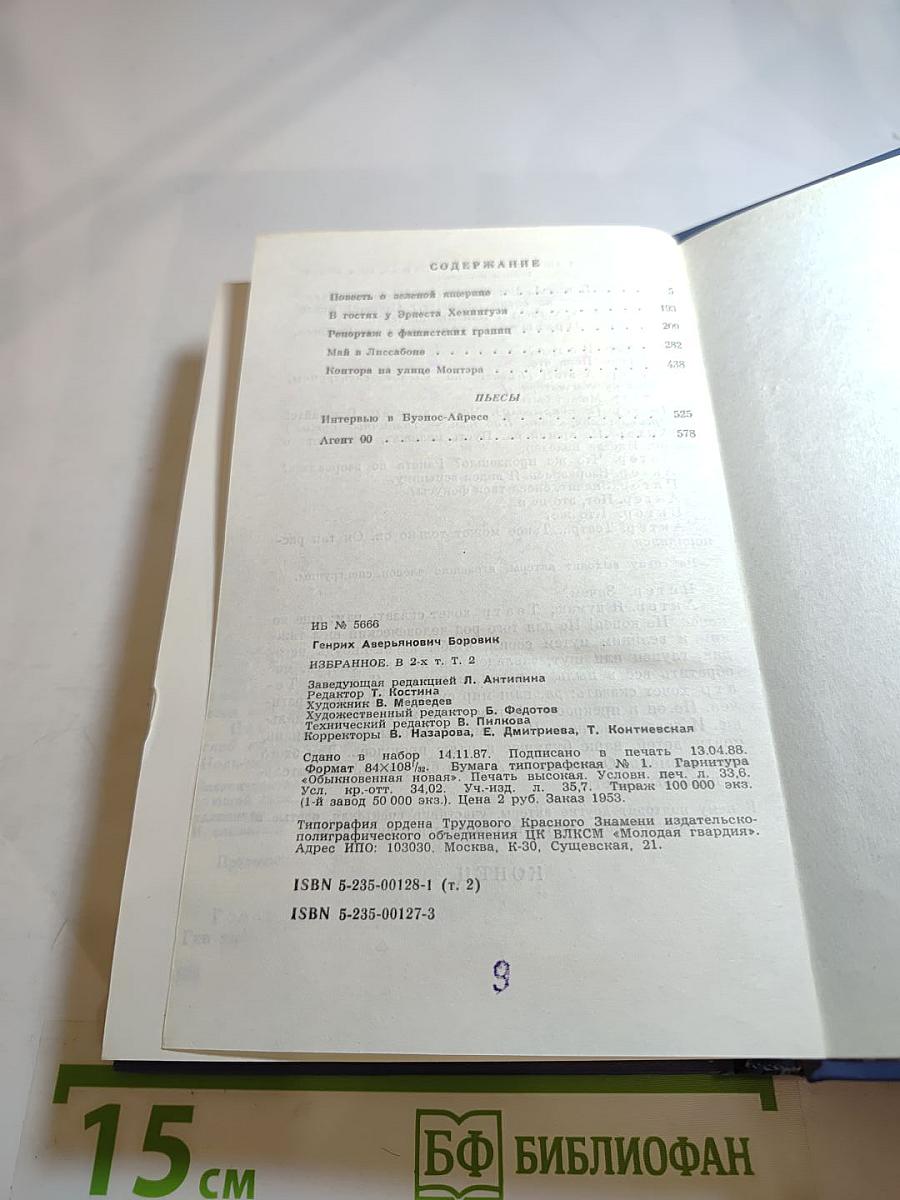 СОДЕРЖАНИЕ
Повесть о зеленой ящерице . . . . . . . . . . 5
В гостях у Эрнеста Хемингуэя . . . . . . . . . 193
Репортаж с фашистских границ . . . . . . . . . 209
Май в Лиссабоне . . . . . . . . . . . . . . 282
Контора на улице Монтэра . . . . . . . . . . . 438
ПЬЕСЫ
Интервью в Буэнос-Айресе . . . . . . . . . . . 525
Агент 00 . . . . . . . . . . . . . . . . . 578
ИБ № 5666
Генрих Аверьянович Боровик
ИЗБРАННОЕ. В 2-х т. Т. 2
Заведующая редакцией Л. Антипина
Редактор Т. Костина
Художник В. Медведев
Художественный редактор Б. Федотов
Технический редактор В. Пилкова
Корректоры В. Назарова, Е. Дмитриева, Т. Контиевская
Сдано в набор 14.11.87. Подписано в печать 13.04.88.
Формат 84×108¹/₃₂. Бумага типографская № 1. Гарнитура
«Обыкновенная новая». Печать высокая. Условн. печ. л. 33,6.
Усл. кр.-отт. 34,02. Уч.-изд. л. 35,7. Тираж 100 000 экз.
(1-й завод 50 000 экз.). Цена 2 руб. Заказ 1953.
Типография ордена Трудового Красного Знамени издательско-
полиграфического объединения ЦК ВЛКСМ «Молодая гвардия».
Адрес ИПО: 103030, Москва, К-30, Сущевская, 21.
ISBN 5-235-00128-1 (т. 2)
ISBN 5-235-00127-3
9
15 см
БФ БИБЛИОФАН